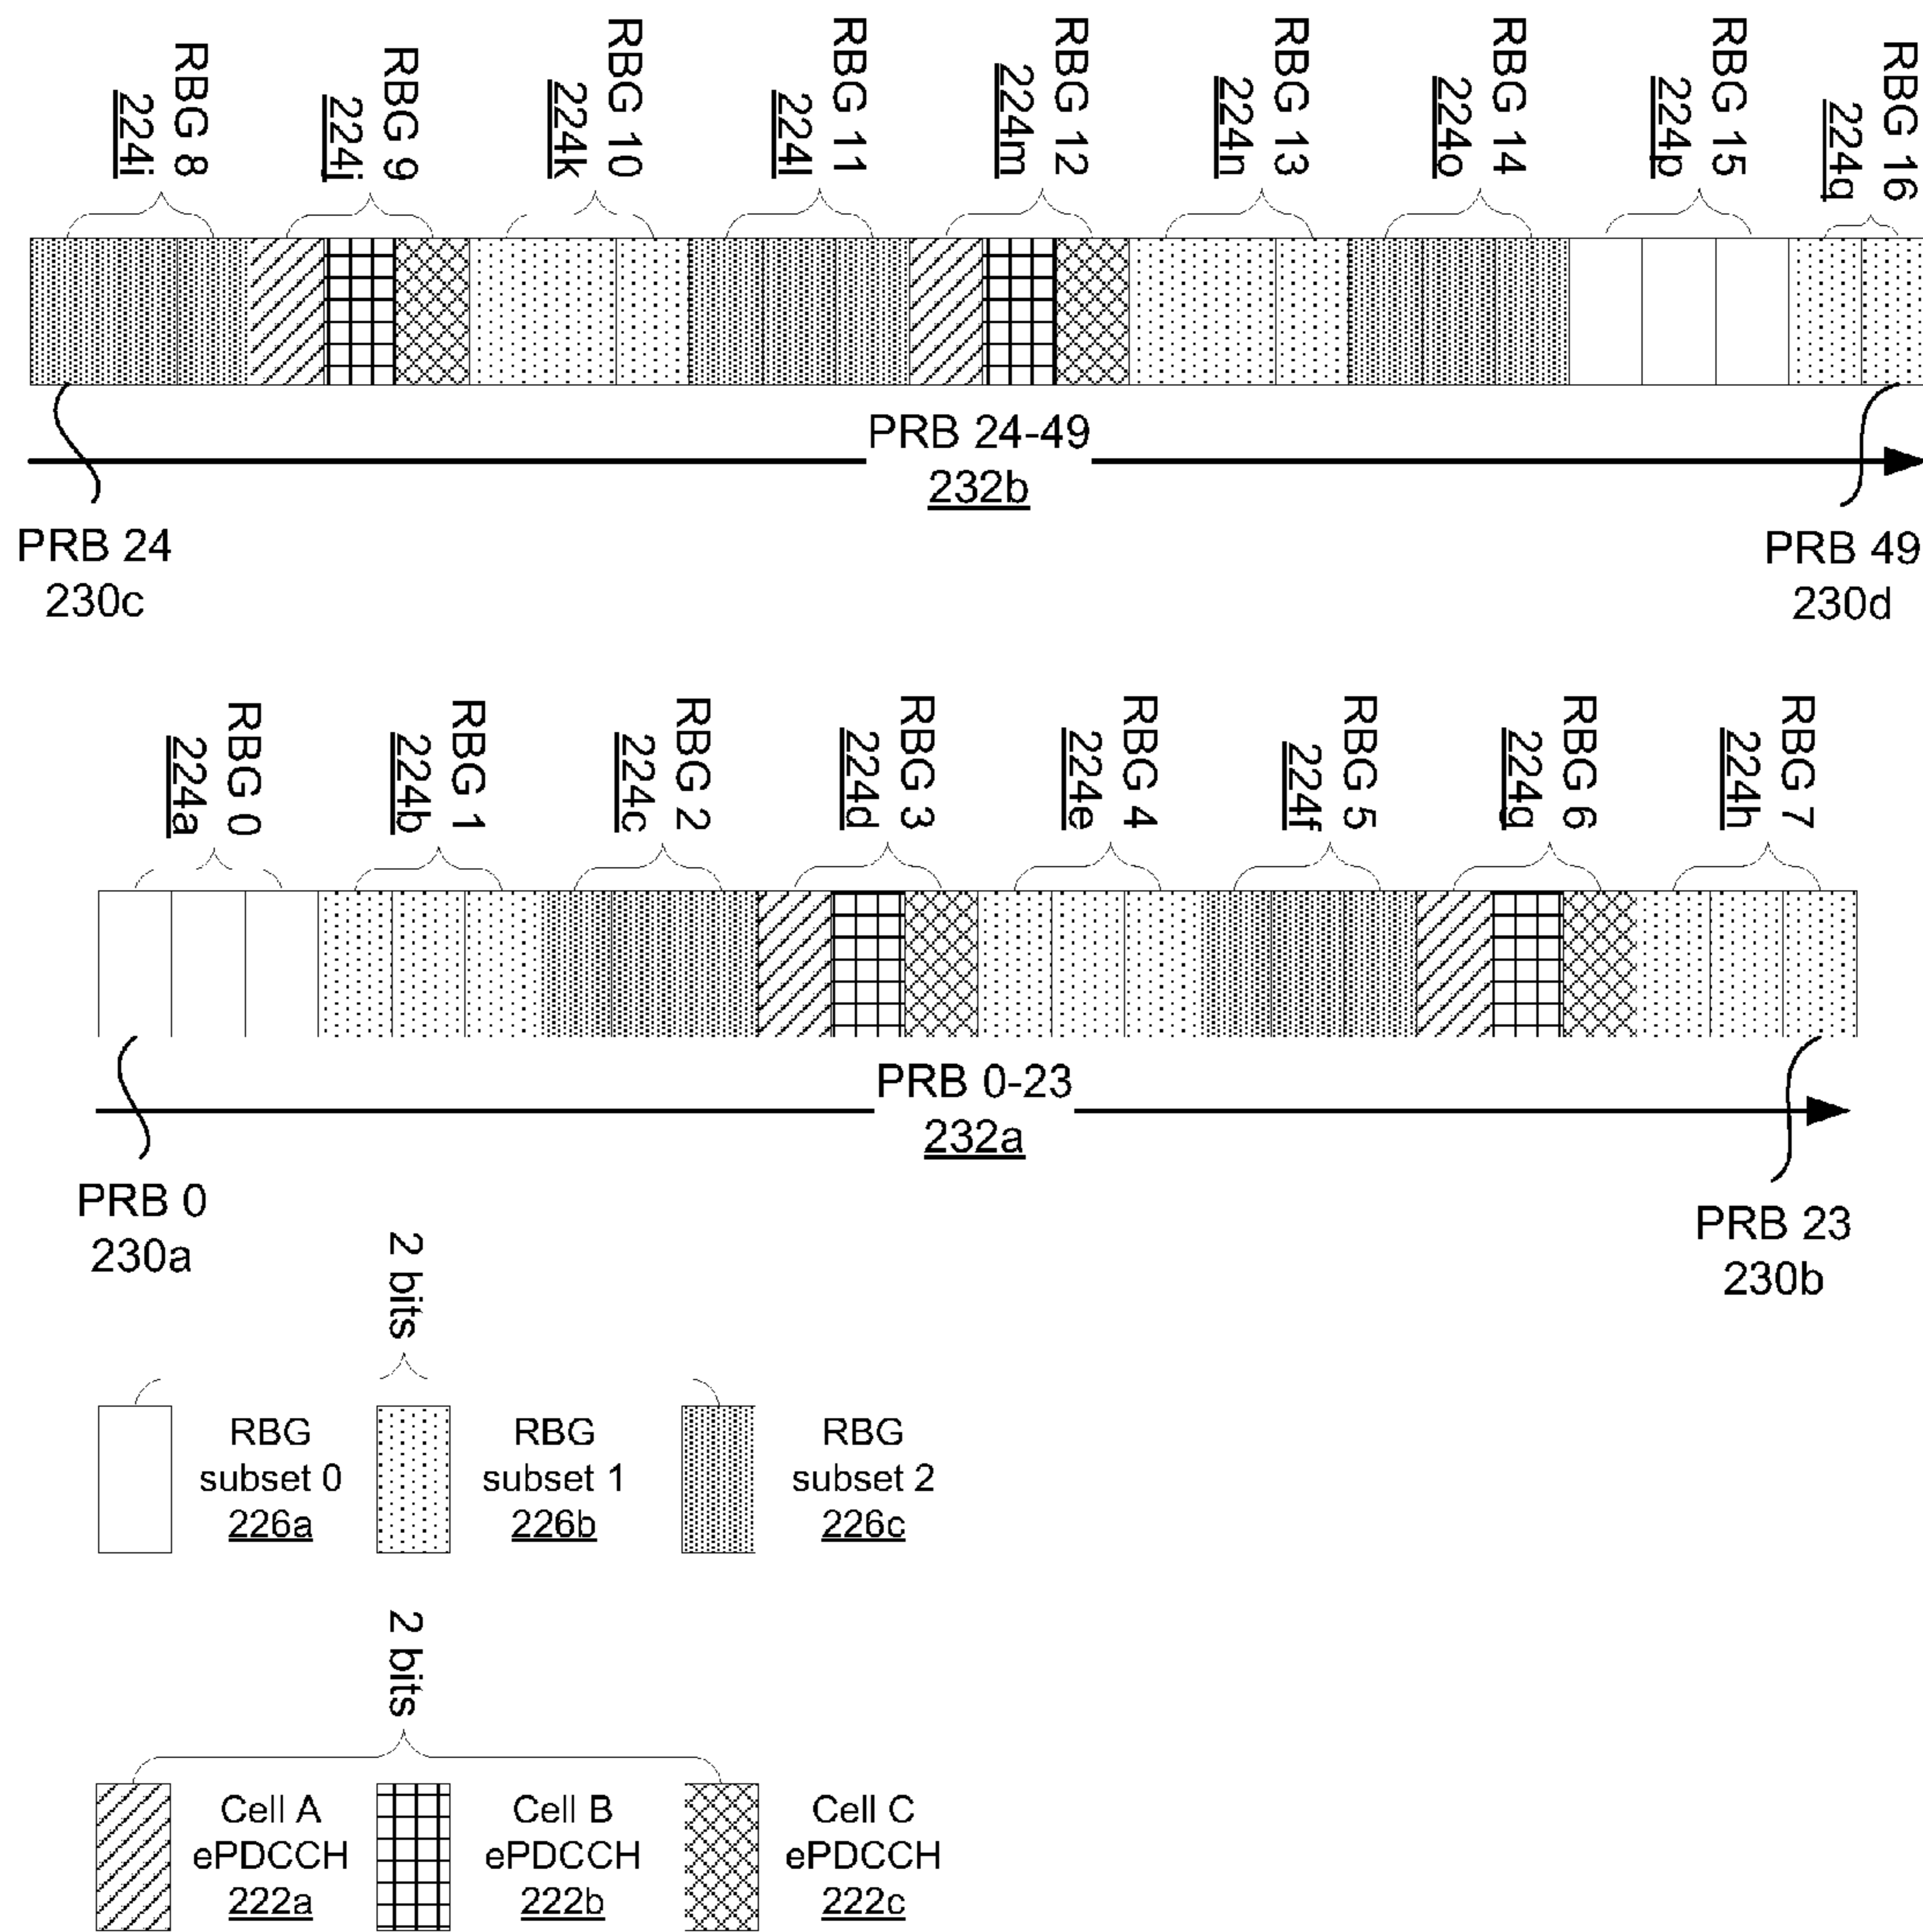 RBG 8
224i
RBG 9
224j
RBG 10
224k
RBG 11
224l
RBG 12
224m
RBG 13
224n
RBG 14
224o
RBG 15
224p
RBG 16
224q
PRB 24-49
232b
PRB 24
230c
PRB 49
230d
RBG 0
224a
RBG 1
224b
RBG 2
224c
RBG 3
224d
RBG 4
224e
RBG 5
224f
RBG 6
224g
RBG 7
224h
PRB 0-23
232a
PRB 0
230a
PRB 23
230b
2 bits
RBG
subset 0
226a
RBG
subset 1
226b
RBG
subset 2
226c
2 bits
Cell A
ePDCCH
222a
Cell B
ePDCCH
222b
Cell C
ePDCCH
222c